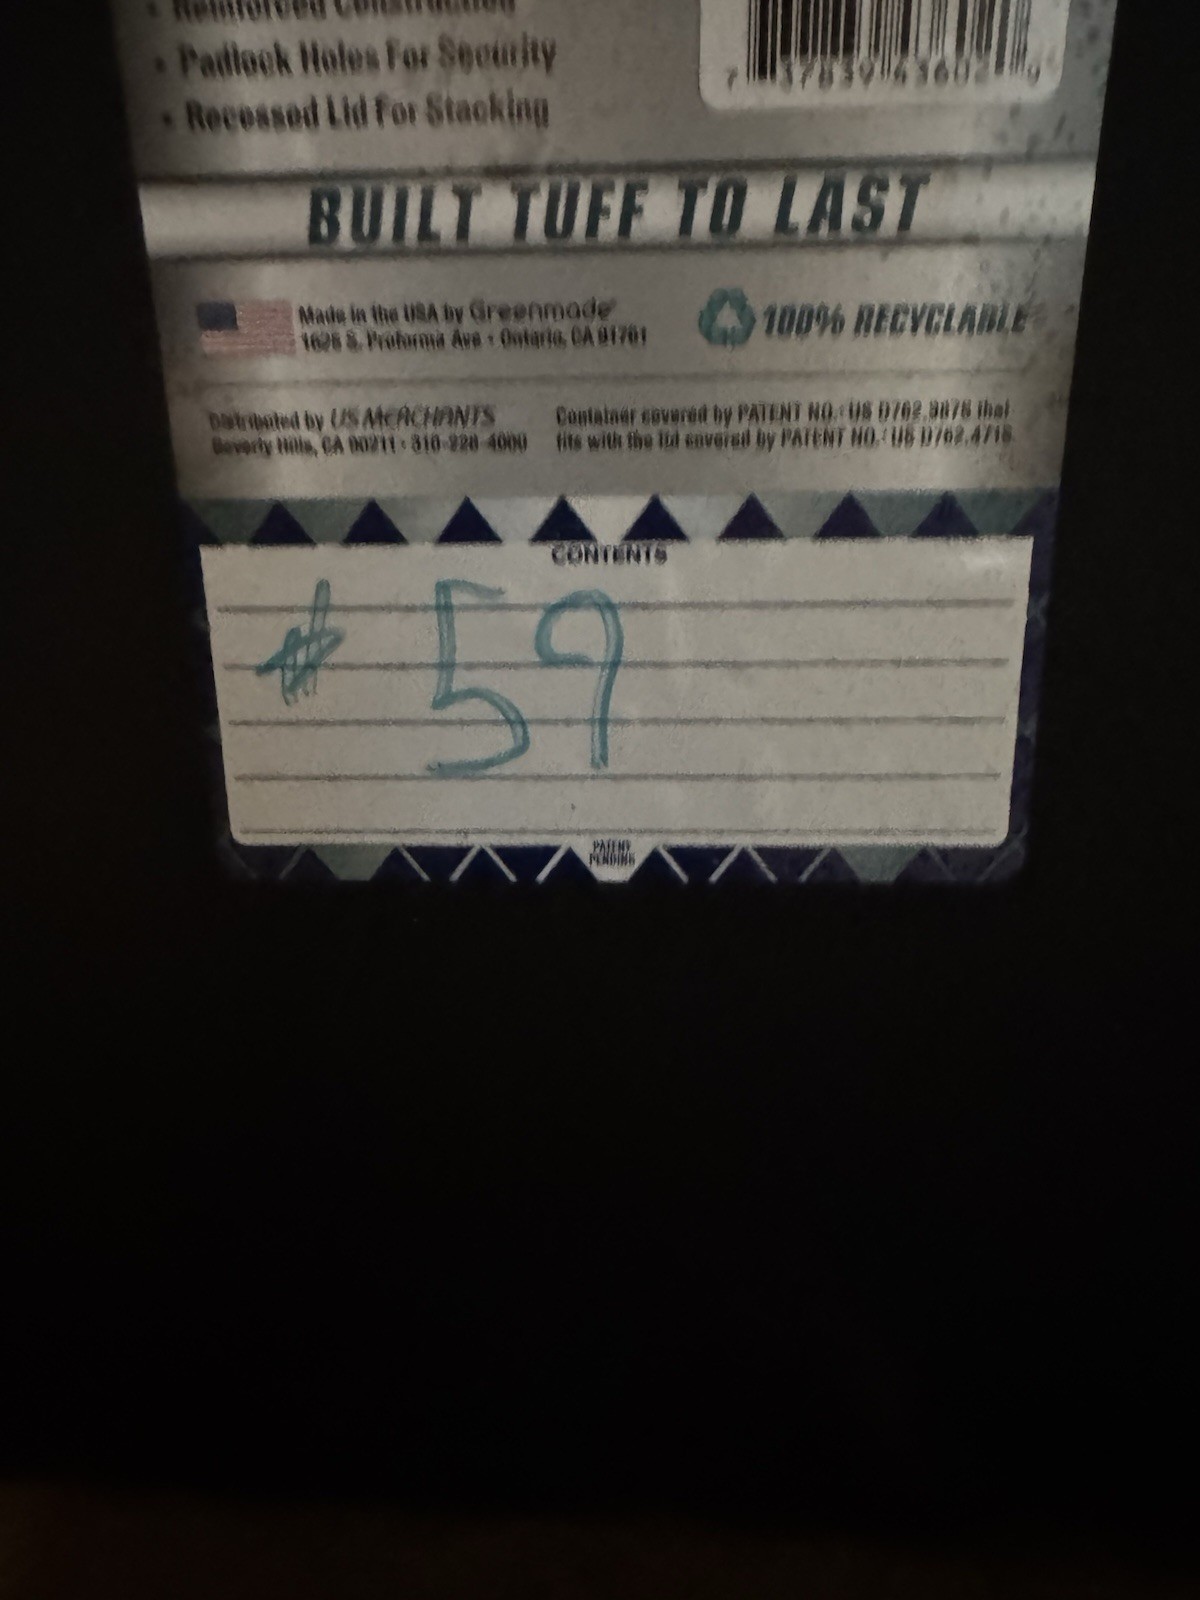 • Reinforced Construction
• Padlock Holes For Security
• Recessed Lid For Stacking
BUILT TUFF TO LAST
Made in the USA by Greenmade
1626 S. Proforma Ave • Ontario, CA 91761
100% RECYCLABLE
Distributed by US MERCHANTS
Beverly Hills, CA 90211 • 310-228-4000
Container covered by PATENT NO.: US D762,987S that
fits with the lid covered by PATENT NO.: US D762,471S
CONTENTS
# 59
PATENT
PENDING